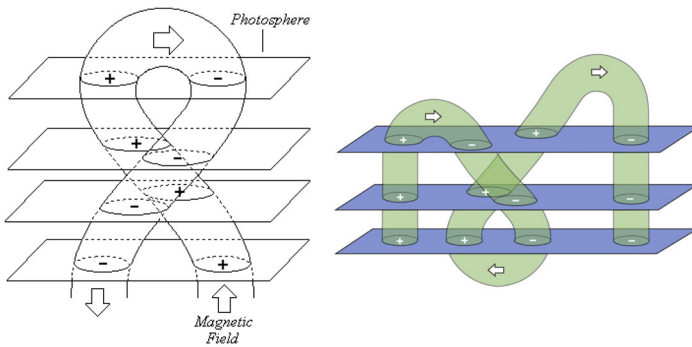 Photosphere
+ -
+
-
+
-
- +
Magnetic
Field
+ - + -
+ + - -
+ + - -